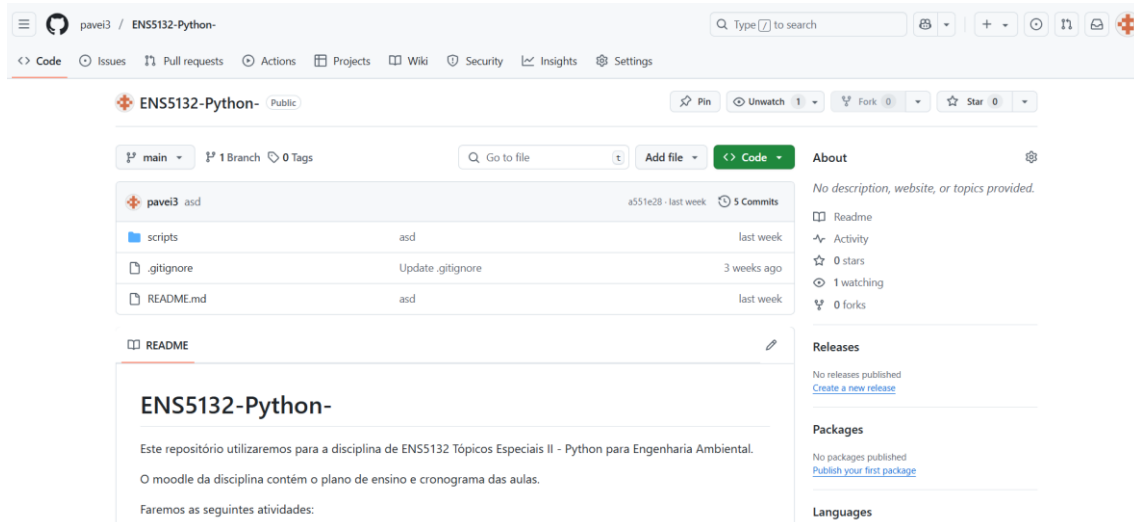 pavei3 / ENS5132-Python-
Type / to search
Code Issues Pull requests Actions Projects Wiki Security Insights Settings
ENS5132-Python- Public
Pin Unwatch 1 Fork 0 Star 0
main 1 Branch 0 Tags Go to file t Add file Code
pavei3 asd a551e28 · last week 5 Commits
scripts asd last week
.gitignore Update .gitignore 3 weeks ago
README.md asd last week
README
ENS5132-Python-
Este repositório utilizaremos para a disciplina de ENS5132 Tópicos Especiais II - Python para Engenharia Ambiental.
O moodle da disciplina contém o plano de ensino e cronograma das aulas.
Faremos as seguintes atividades:
About
No description, website, or topics provided.
Readme
Activity
0 stars
1 watching
0 forks
Releases
No releases published
Create a new release
Packages
No packages published
Publish your first package
Languages